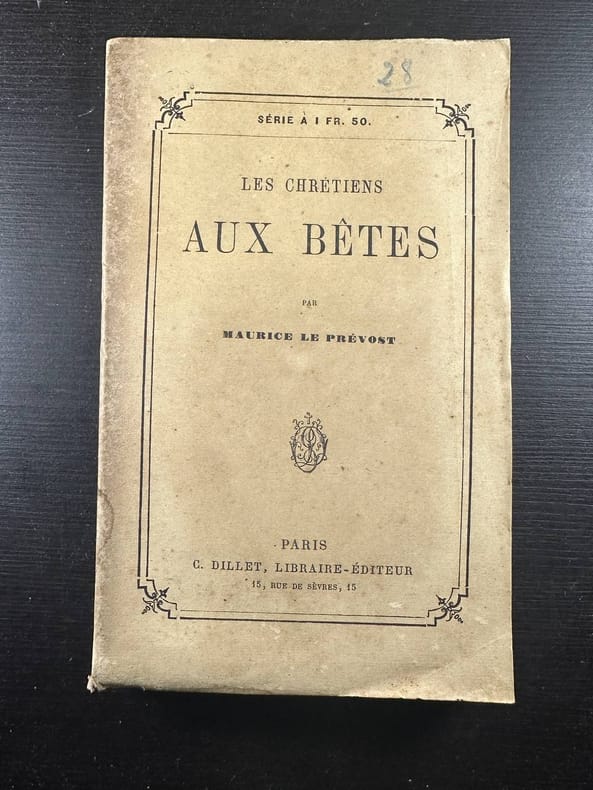 28
SÉRIE À 1 FR. 50.
LES CHRÉTIENS
AUX BÊTES
PAR
MAURICE LE PRÉVOST
PARIS
C. DILLET, LIBRAIRE-ÉDITEUR
15, RUE DE SÈVRES, 15